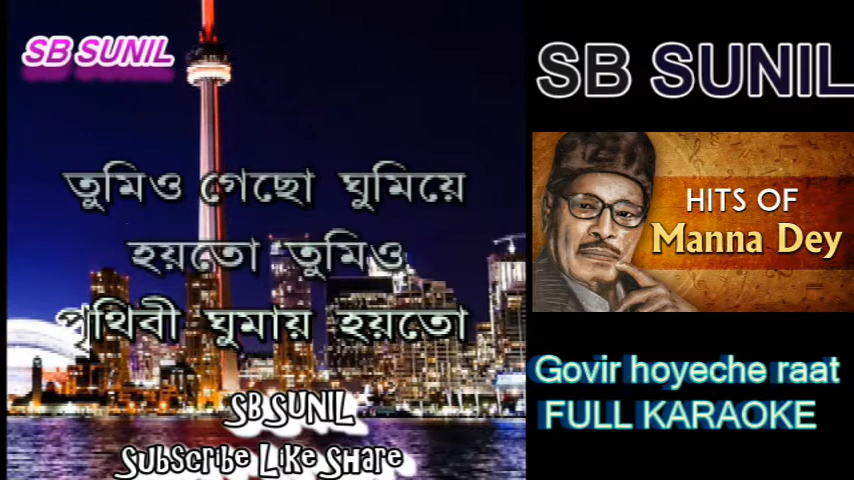 SB SUNIL
তুমিও গেছো ঘুমিয়ে
হয়তো তুমিও
পৃথিবী ঘুমায় হয়তো
SB SUNIL
Subscribe Like Share
SB SUNIL
HITS OF
Manna Dey
Govir hoyeche raat
FULL KARAOKE